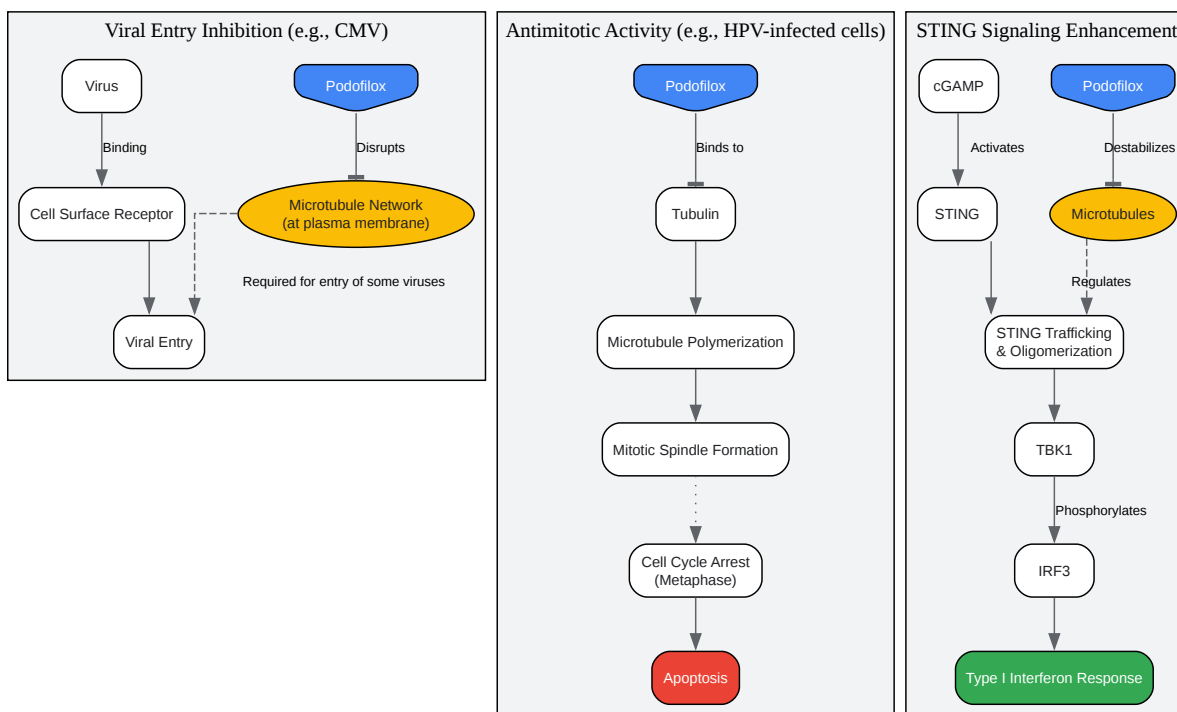 Viral Entry Inhibition (e.g., CMV)
Virus
Podofilox
Binding
Disrupts
Cell Surface Receptor
Microtubule Network
(at plasma membrane)
Required for entry of some viruses
Viral Entry
Antimitotic Activity (e.g., HPV-infected cells)
Podofilox
Binds to
Tubulin
Microtubule Polymerization
Mitotic Spindle Formation
Cell Cycle Arrest
(Metaphase)
Apoptosis
STING Signaling Enhancement
cGAMP
Podofilox
Activates
Destabilizes
STING
Microtubules
Regulates
STING Trafficking
& Oligomerization
TBK1
Phosphorylates
IRF3
Type I Interferon Response